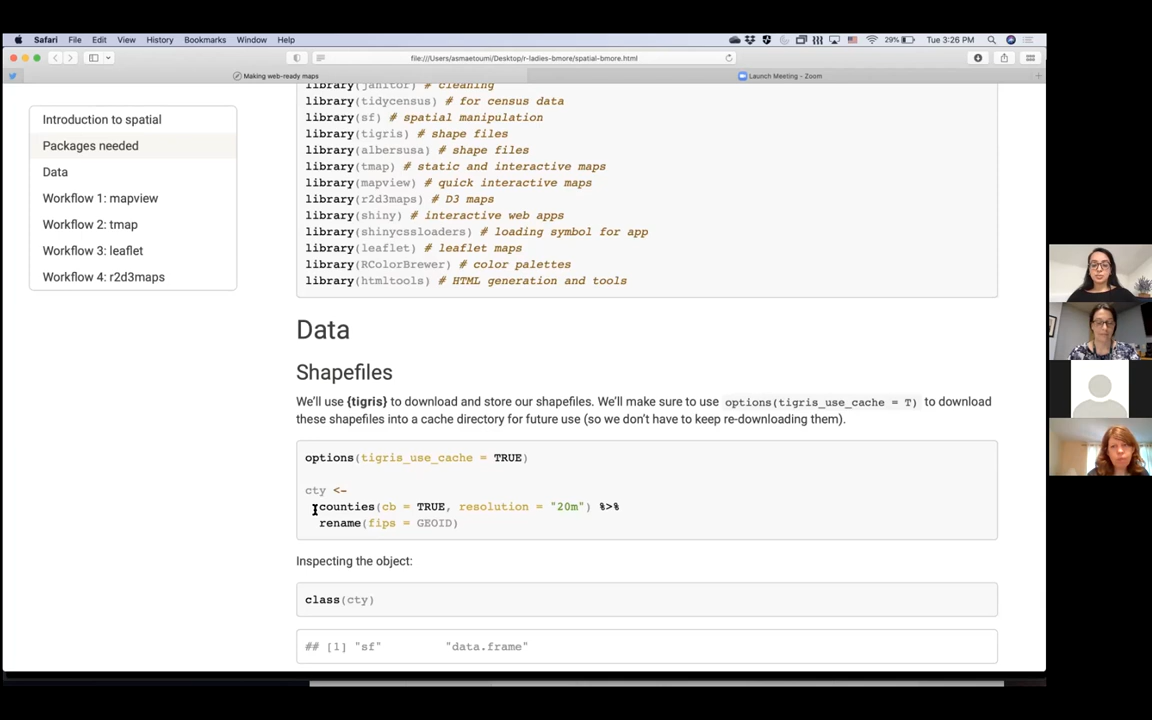 Safari File Edit View History Bookmarks Window Help 29% Tue 3:26 PM
file:///Users/asmaetoumi/Desktop/r-ladies-bmore/spatial-bmore.html
Making web-ready maps Launch Meeting - Zoom
Introduction to spatial
Packages needed
Data
Workflow 1: mapview
Workflow 2: tmap
Workflow 3: leaflet
Workflow 4: r2d3maps
library(janitor) # cleaning
library(tidycensus) # for census data
library(sf) # spatial manipulation
library(tigris) # shape files
library(albersusa) # shape files
library(tmap) # static and interactive maps
library(mapview) # quick interactive maps
library(r2d3maps) # D3 maps
library(shiny) # interactive web apps
library(shinycssloaders) # loading symbol for app
library(leaflet) # leaflet maps
library(RColorBrewer) # color palettes
library(htmltools) # HTML generation and tools
Data
Shapefiles
We'll use {tigris} to download and store our shapefiles. We'll make sure to use options(tigris_use_cache = T) to download
these shapefiles into a cache directory for future use (so we don't have to keep re-downloading them).
options(tigris_use_cache = TRUE)
cty <-
counties(cb = TRUE, resolution = "20m") %>%
rename(fips = GEOID)
Inspecting the object:
class(cty)
## [1] "sf" "data.frame"